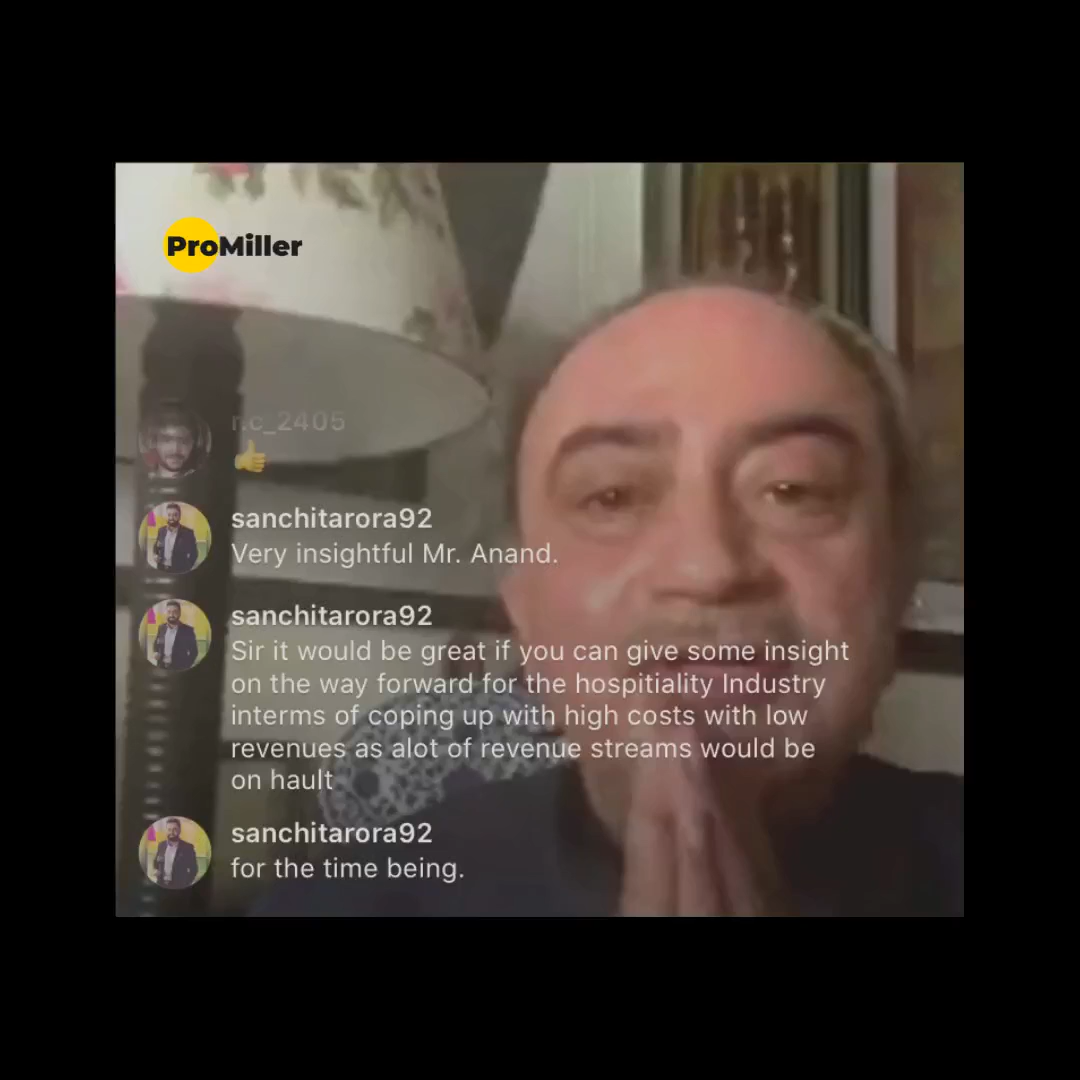 ProMiller
r.c_2405
👍
sanchitarora92
Very insightful Mr. Anand.
sanchitarora92
Sir it would be great if you can give some insight
on the way forward for the hospitiality Industry
interms of coping up with high costs with low
revenues as alot of revenue streams would be
on hault
sanchitarora92
for the time being.